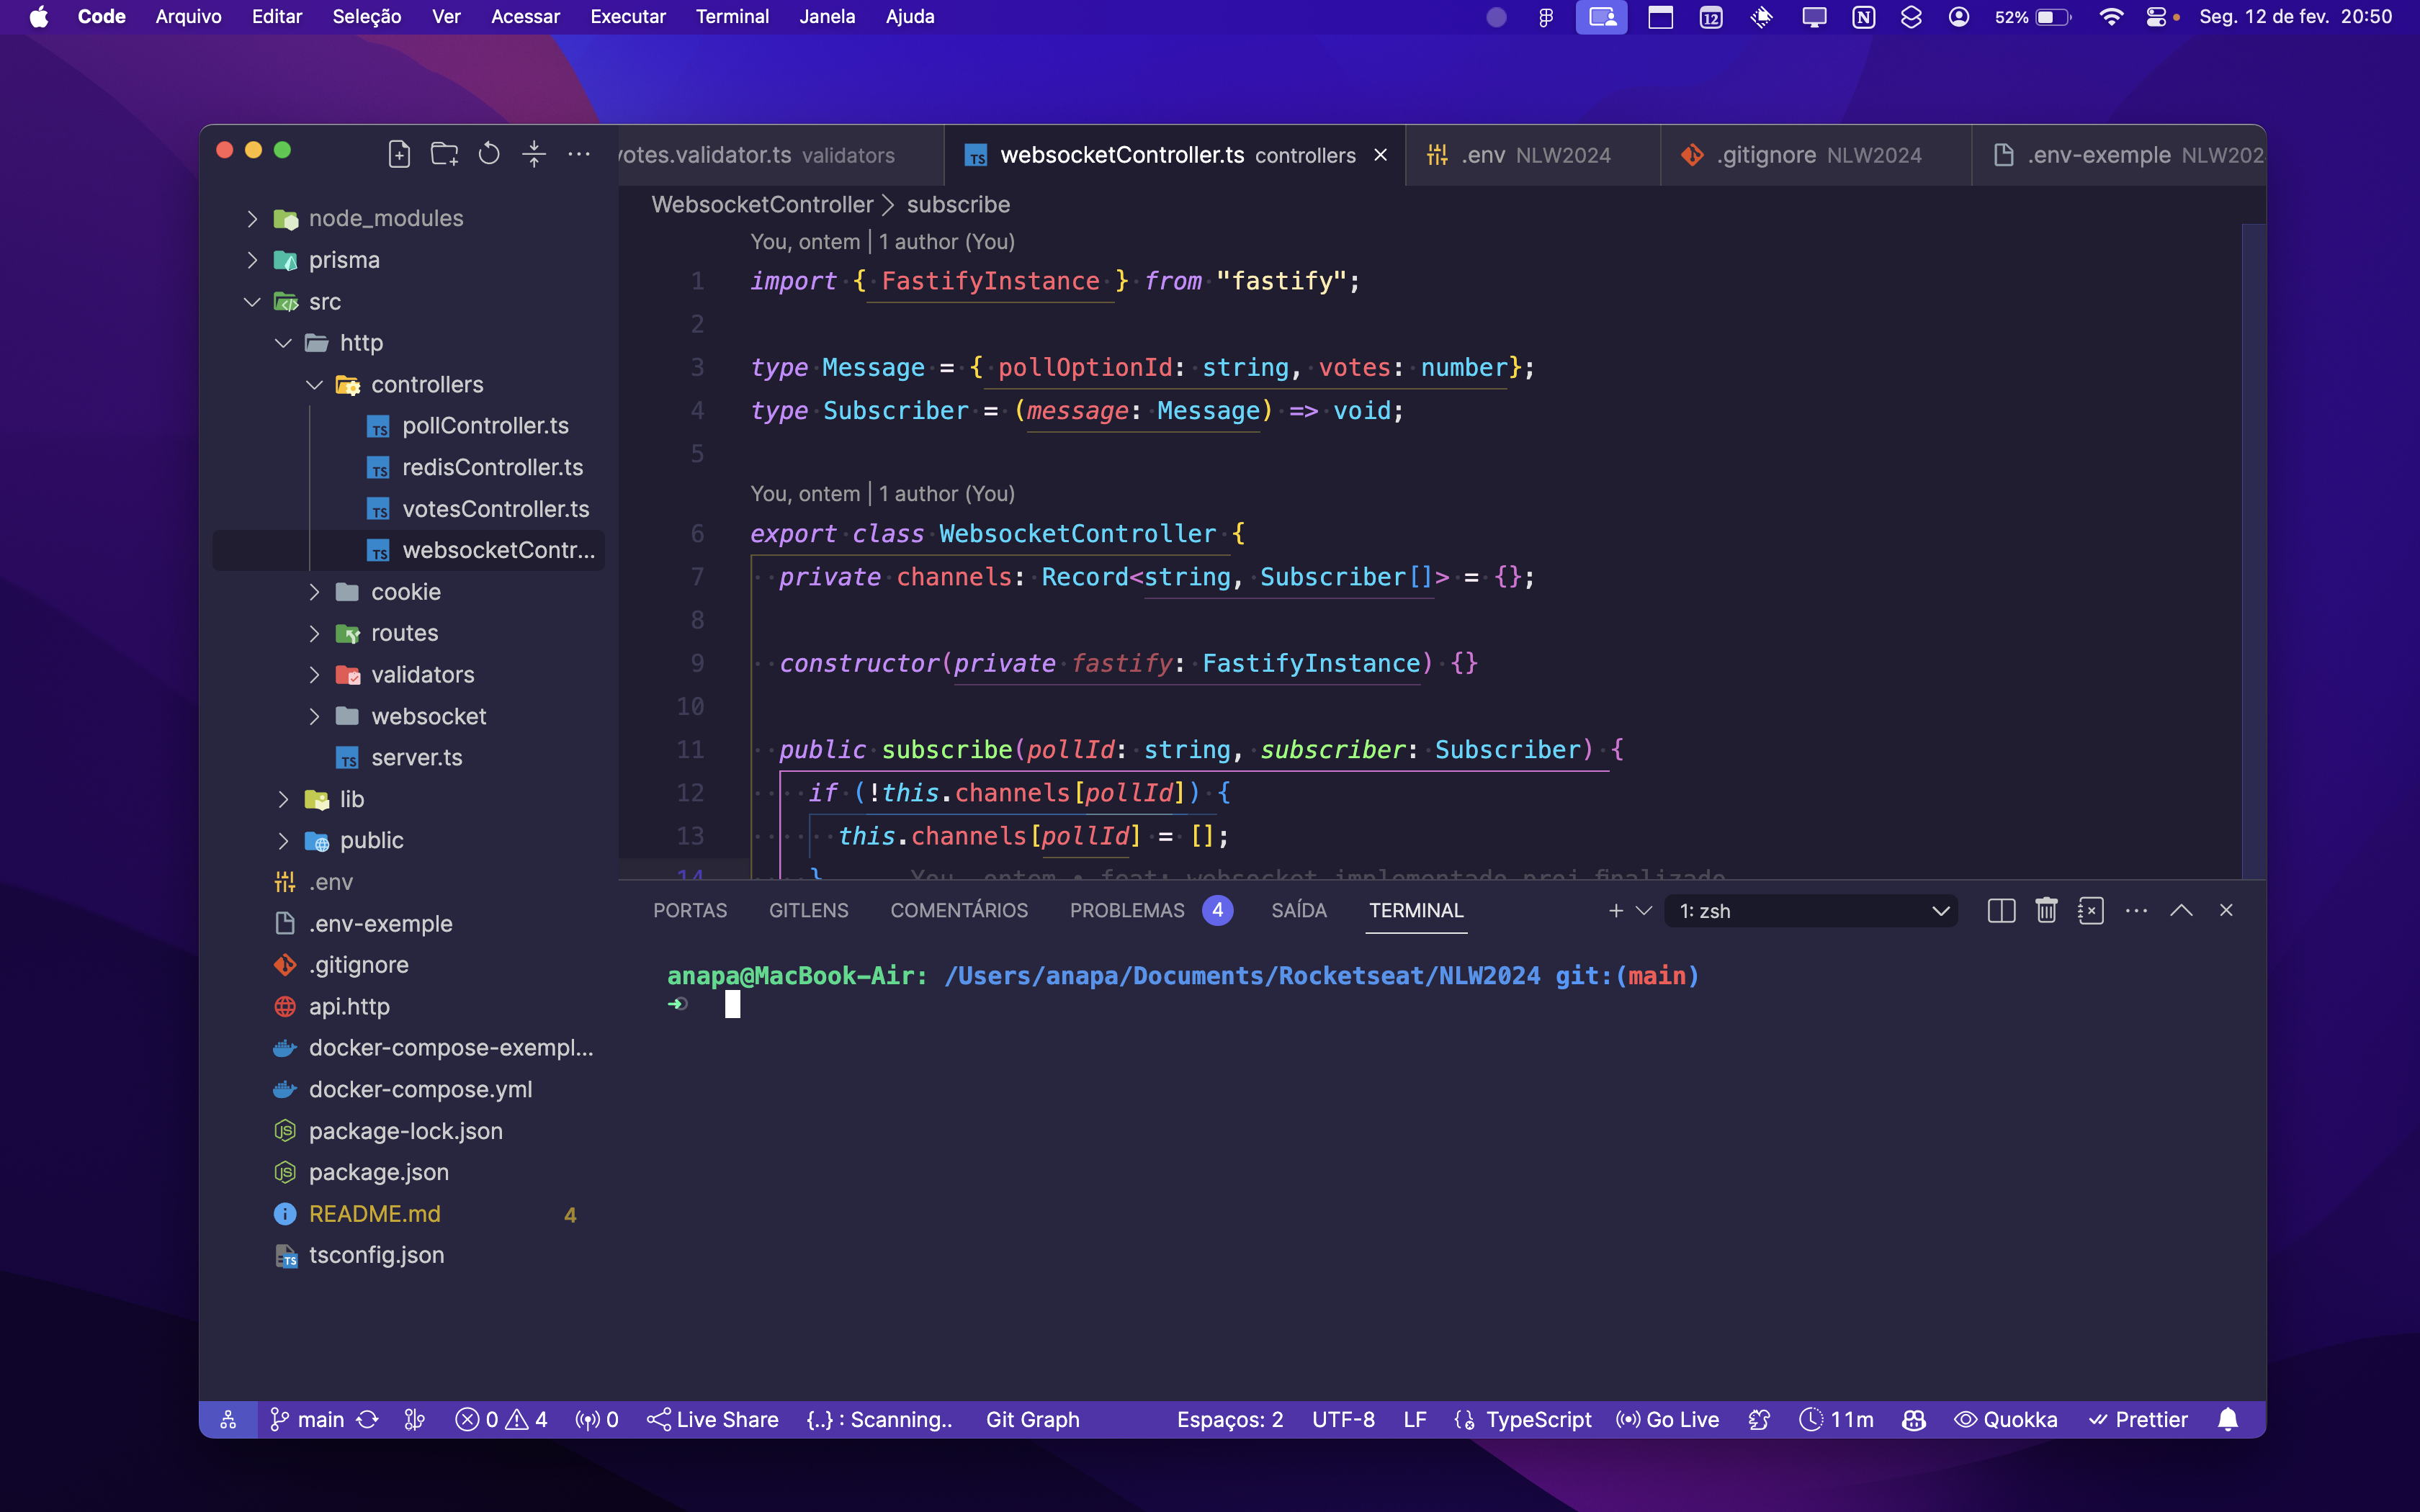 Code Arquivo Editar Seleção Ver Acessar Executar Terminal Janela Ajuda 12 52% Seg. 12 de fev. 20:50
votes.validator.ts validators websocketController.ts controllers .env NLW2024 .gitignore NLW2024 .env-exemple NLW202
node_modules
prisma
src
http
controllers
pollController.ts
redisController.ts
votesController.ts
websocketContr...
cookie
routes
validators
websocket
server.ts
lib
public
.env
.env-exemple
.gitignore
api.http
docker-compose-exempl...
docker-compose.yml
package-lock.json
package.json
README.md 4
tsconfig.json
WebsocketController > subscribe
You, ontem | 1 author (You)
1 import { FastifyInstance } from "fastify";
2
3 type Message = { pollOptionId: string, votes: number};
4 type Subscriber = (message: Message) => void;
5
You, ontem | 1 author (You)
6 export class WebsocketController {
7 private channels: Record<string, Subscriber[]> = {};
8
9 constructor(private fastify: FastifyInstance) {}
10
11 public subscribe(pollId: string, subscriber: Subscriber) {
12 if (!this.channels[pollId]) {
13 this.channels[pollId] = [];
14 } You, ontem • feat: websocket implementado proj finalizado
PORTAS GITLENS COMENTÁRIOS PROBLEMAS 4 SAÍDA TERMINAL 1: zsh
anapa@MacBook-Air: /Users/anapa/Documents/Rocketseat/NLW2024 git:(main)
➜
main 0 4 0 Live Share {..} : Scanning.. Git Graph Espaços: 2 UTF-8 LF TypeScript Go Live 11m Quokka Prettier